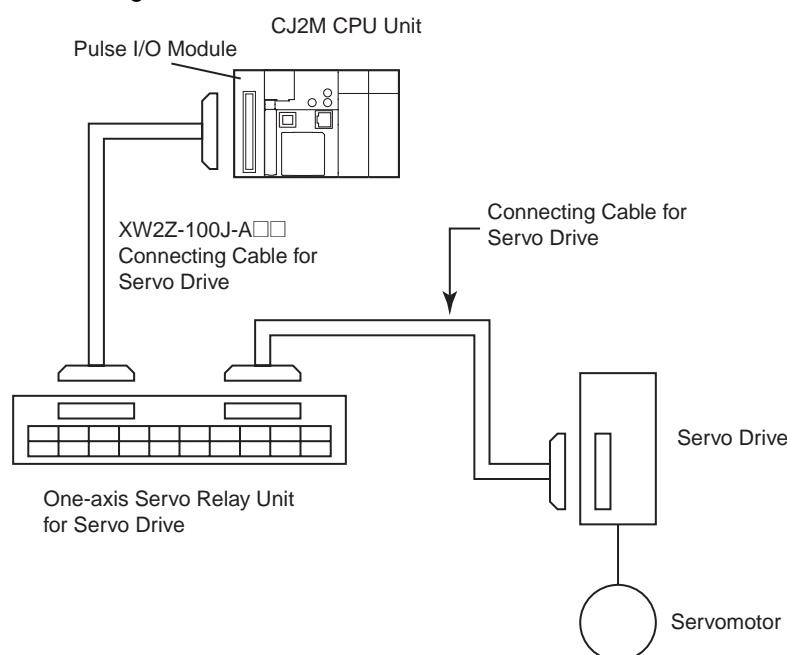 CJ2M CPU Unit
Pulse I/O Module
XW2Z-100J-A□□
Connecting Cable for
Servo Drive
Connecting Cable for
Servo Drive
Servo Drive
One-axis Servo Relay Unit
for Servo Drive
Servomotor